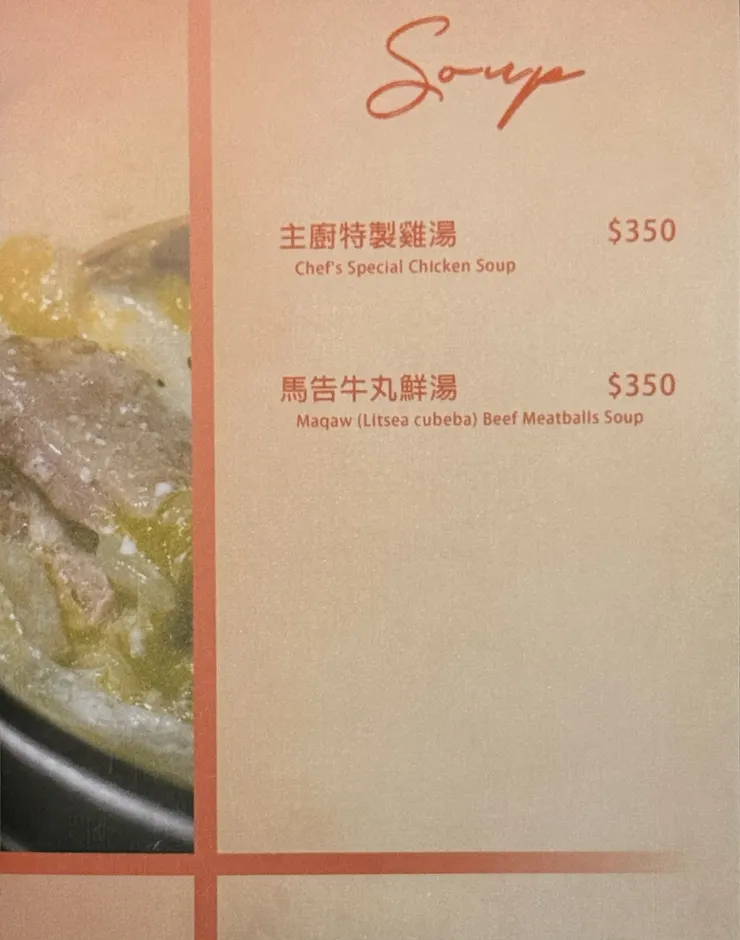 Soup
主廚特製雞湯 $350
Chef's Special Chicken Soup
馬告牛丸鮮湯 $350
Maqaw (Litsea cubeba) Beef Meatballs Soup